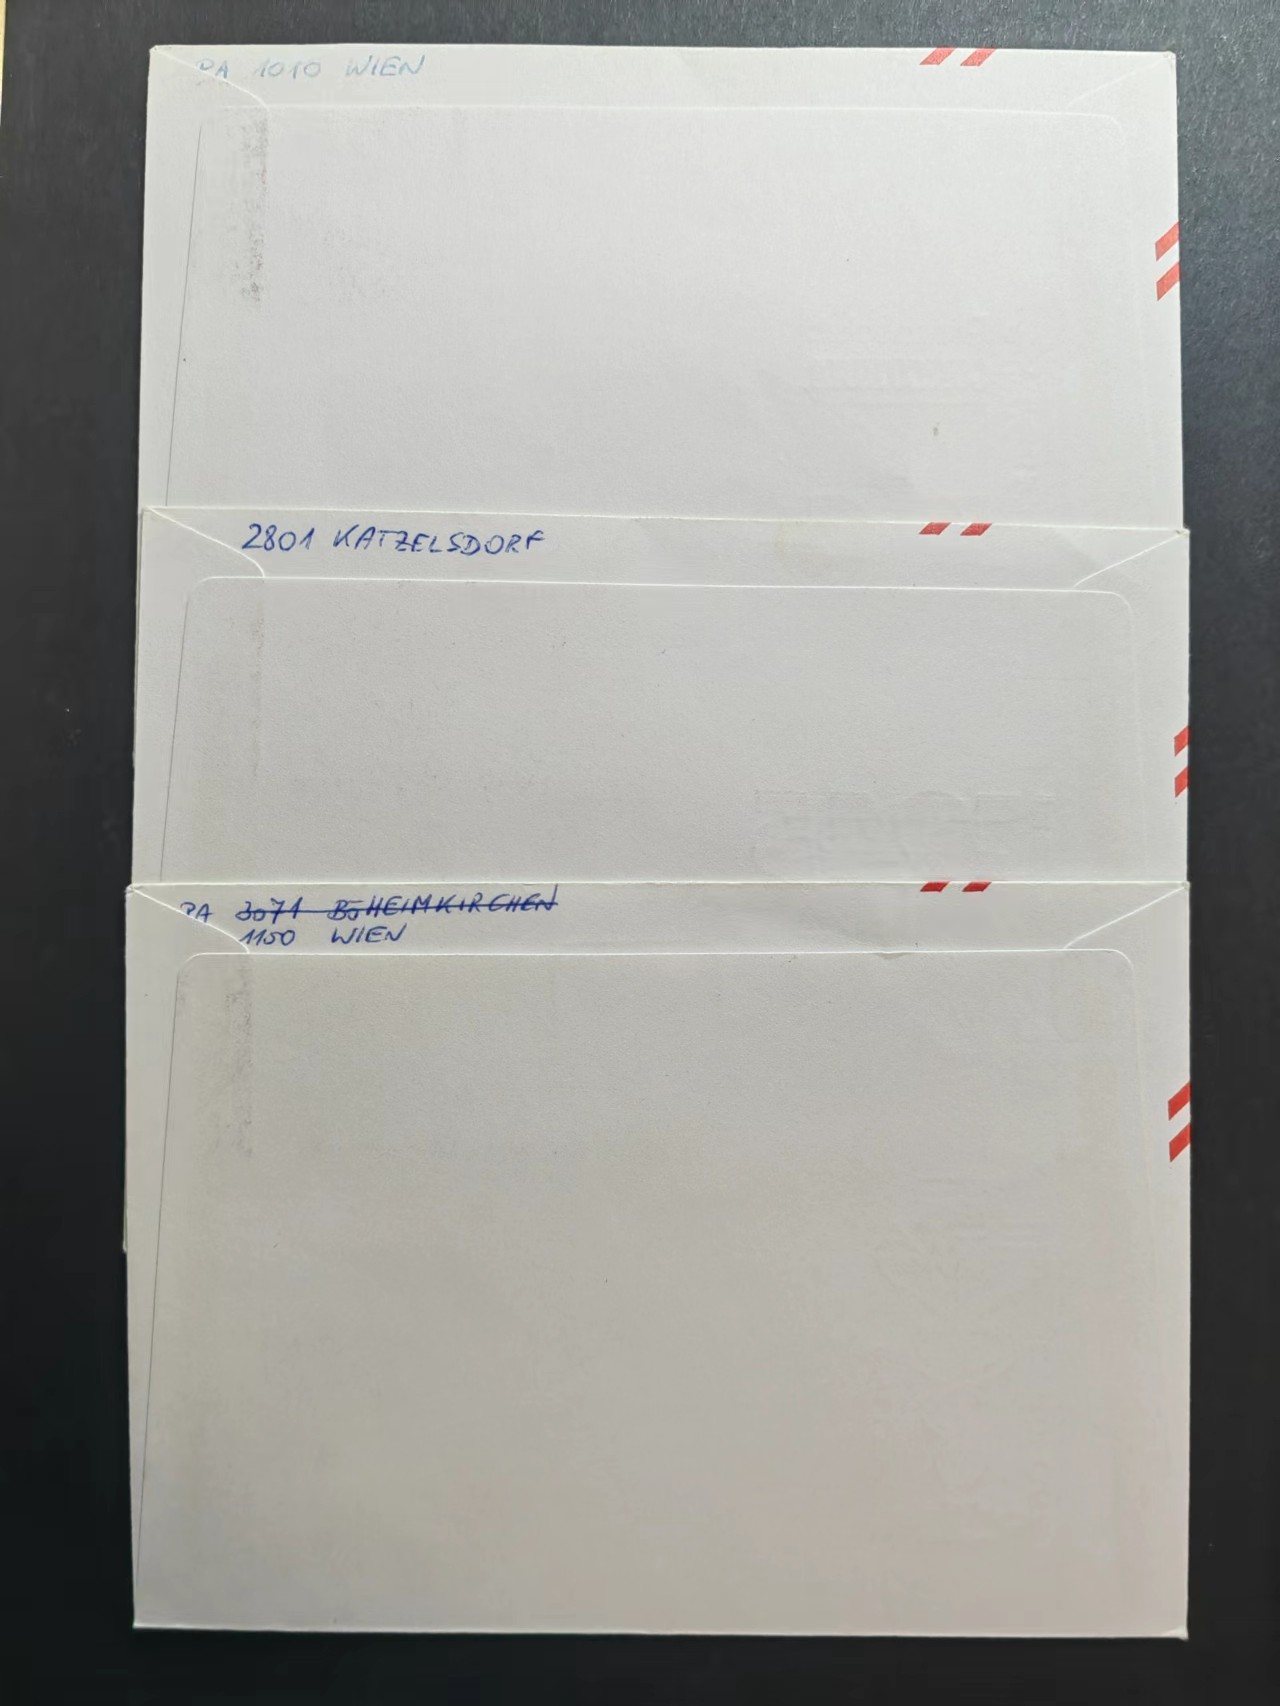 PA 1010 WIEN
2801 KATZELSDORF
PA 3071 BÖHEIMKIRCHEN
1150 WIEN